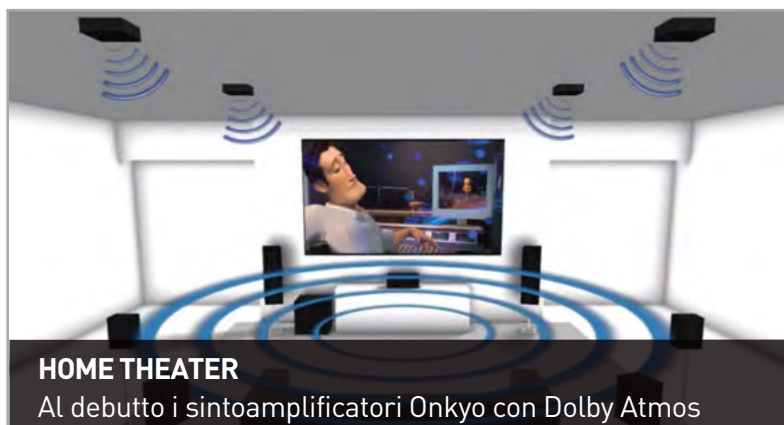 HOME THEATER
Al debutto i sintoamplificatori Onkyo con Dolby Atmos